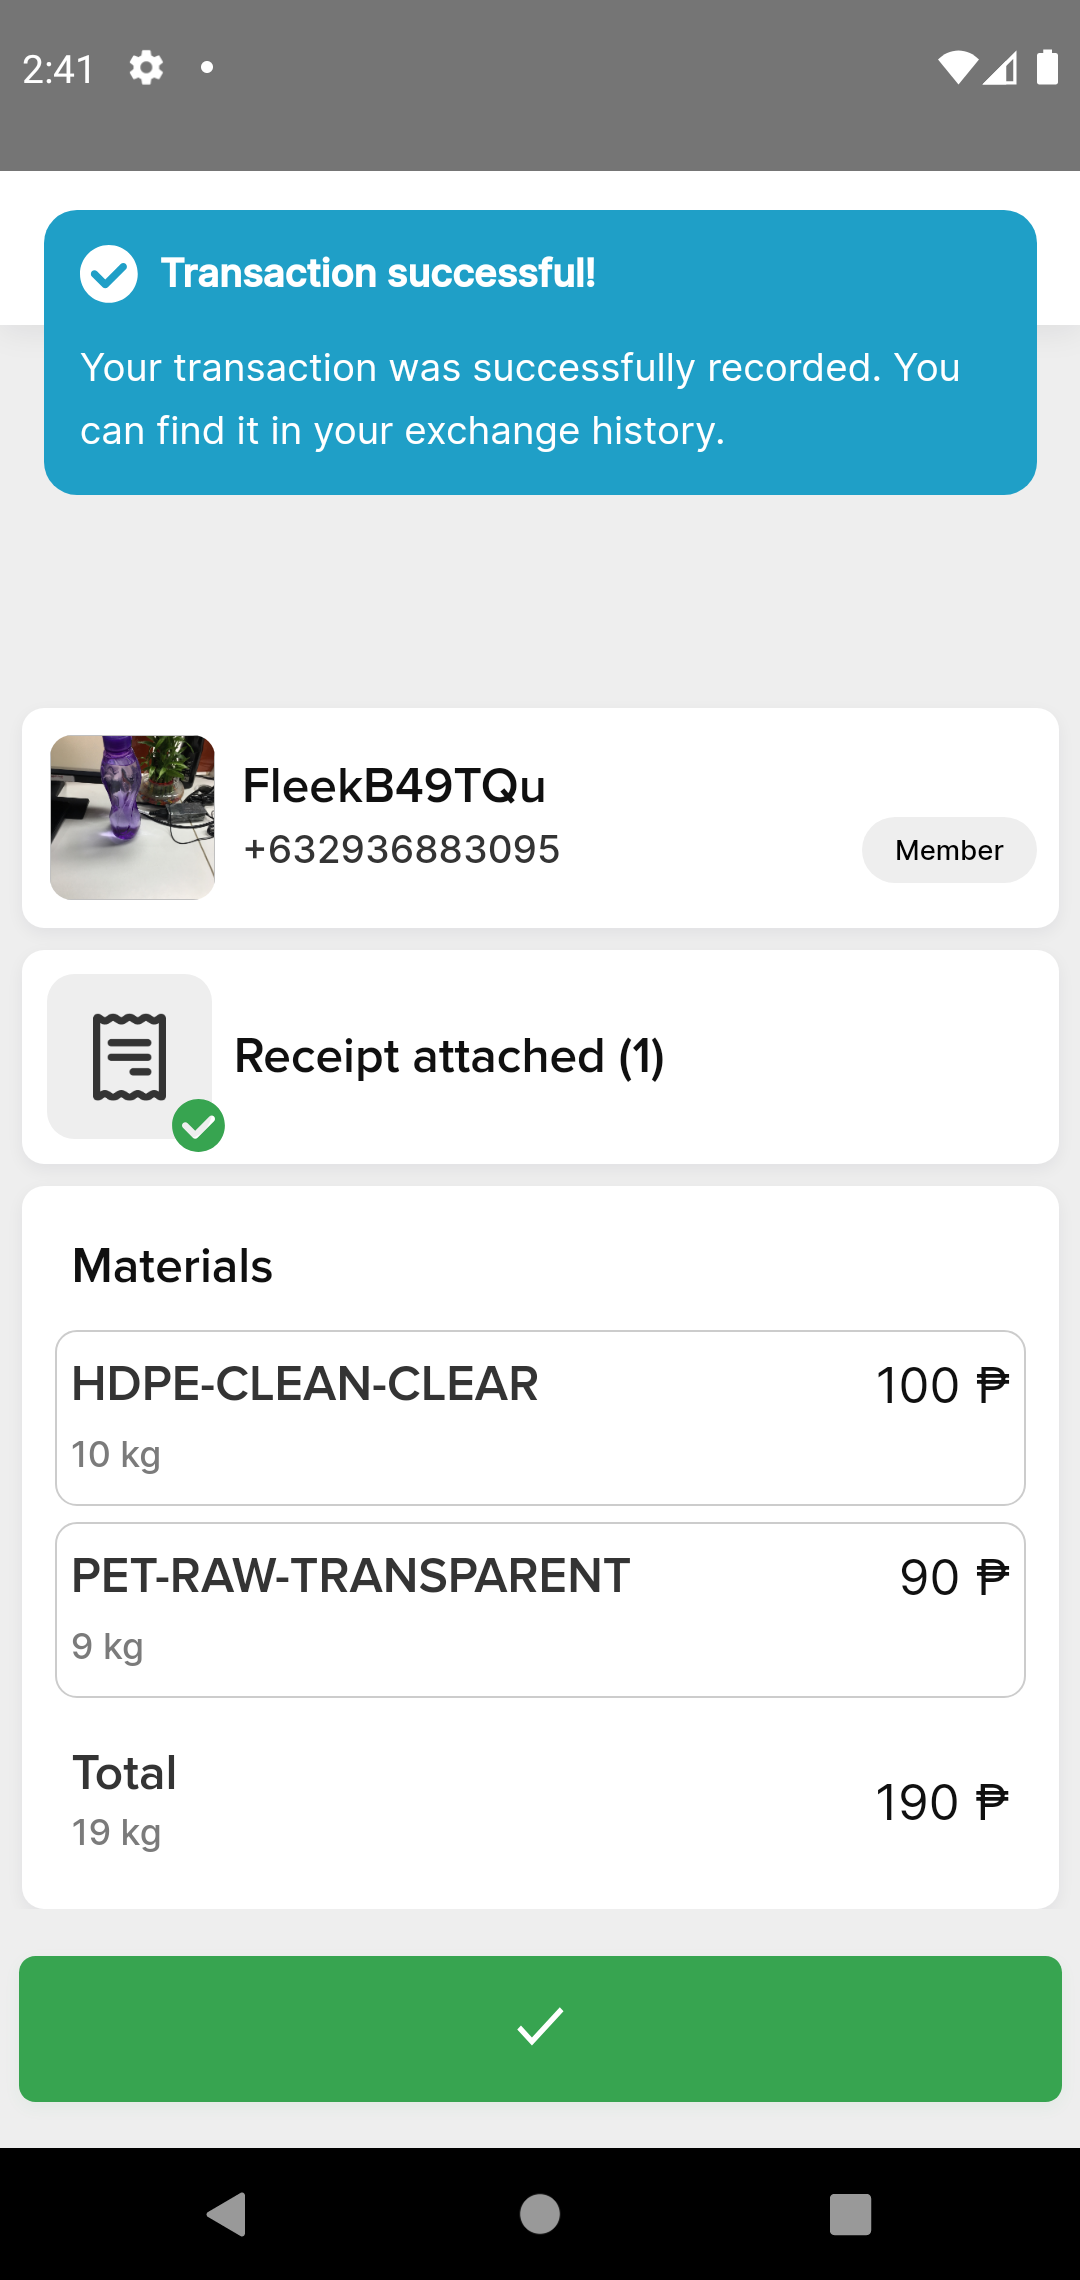 2:41
Transaction successful!
Your transaction was successfully recorded. You
can find it in your exchange history.
FleekB49TQu
+632936883095
Member
Receipt attached (1)
Materials
HDPE-CLEAN-CLEAR
100 ₱
10 kg
PET-RAW-TRANSPARENT
90 ₱
9 kg
Total
190 ₱
19 kg